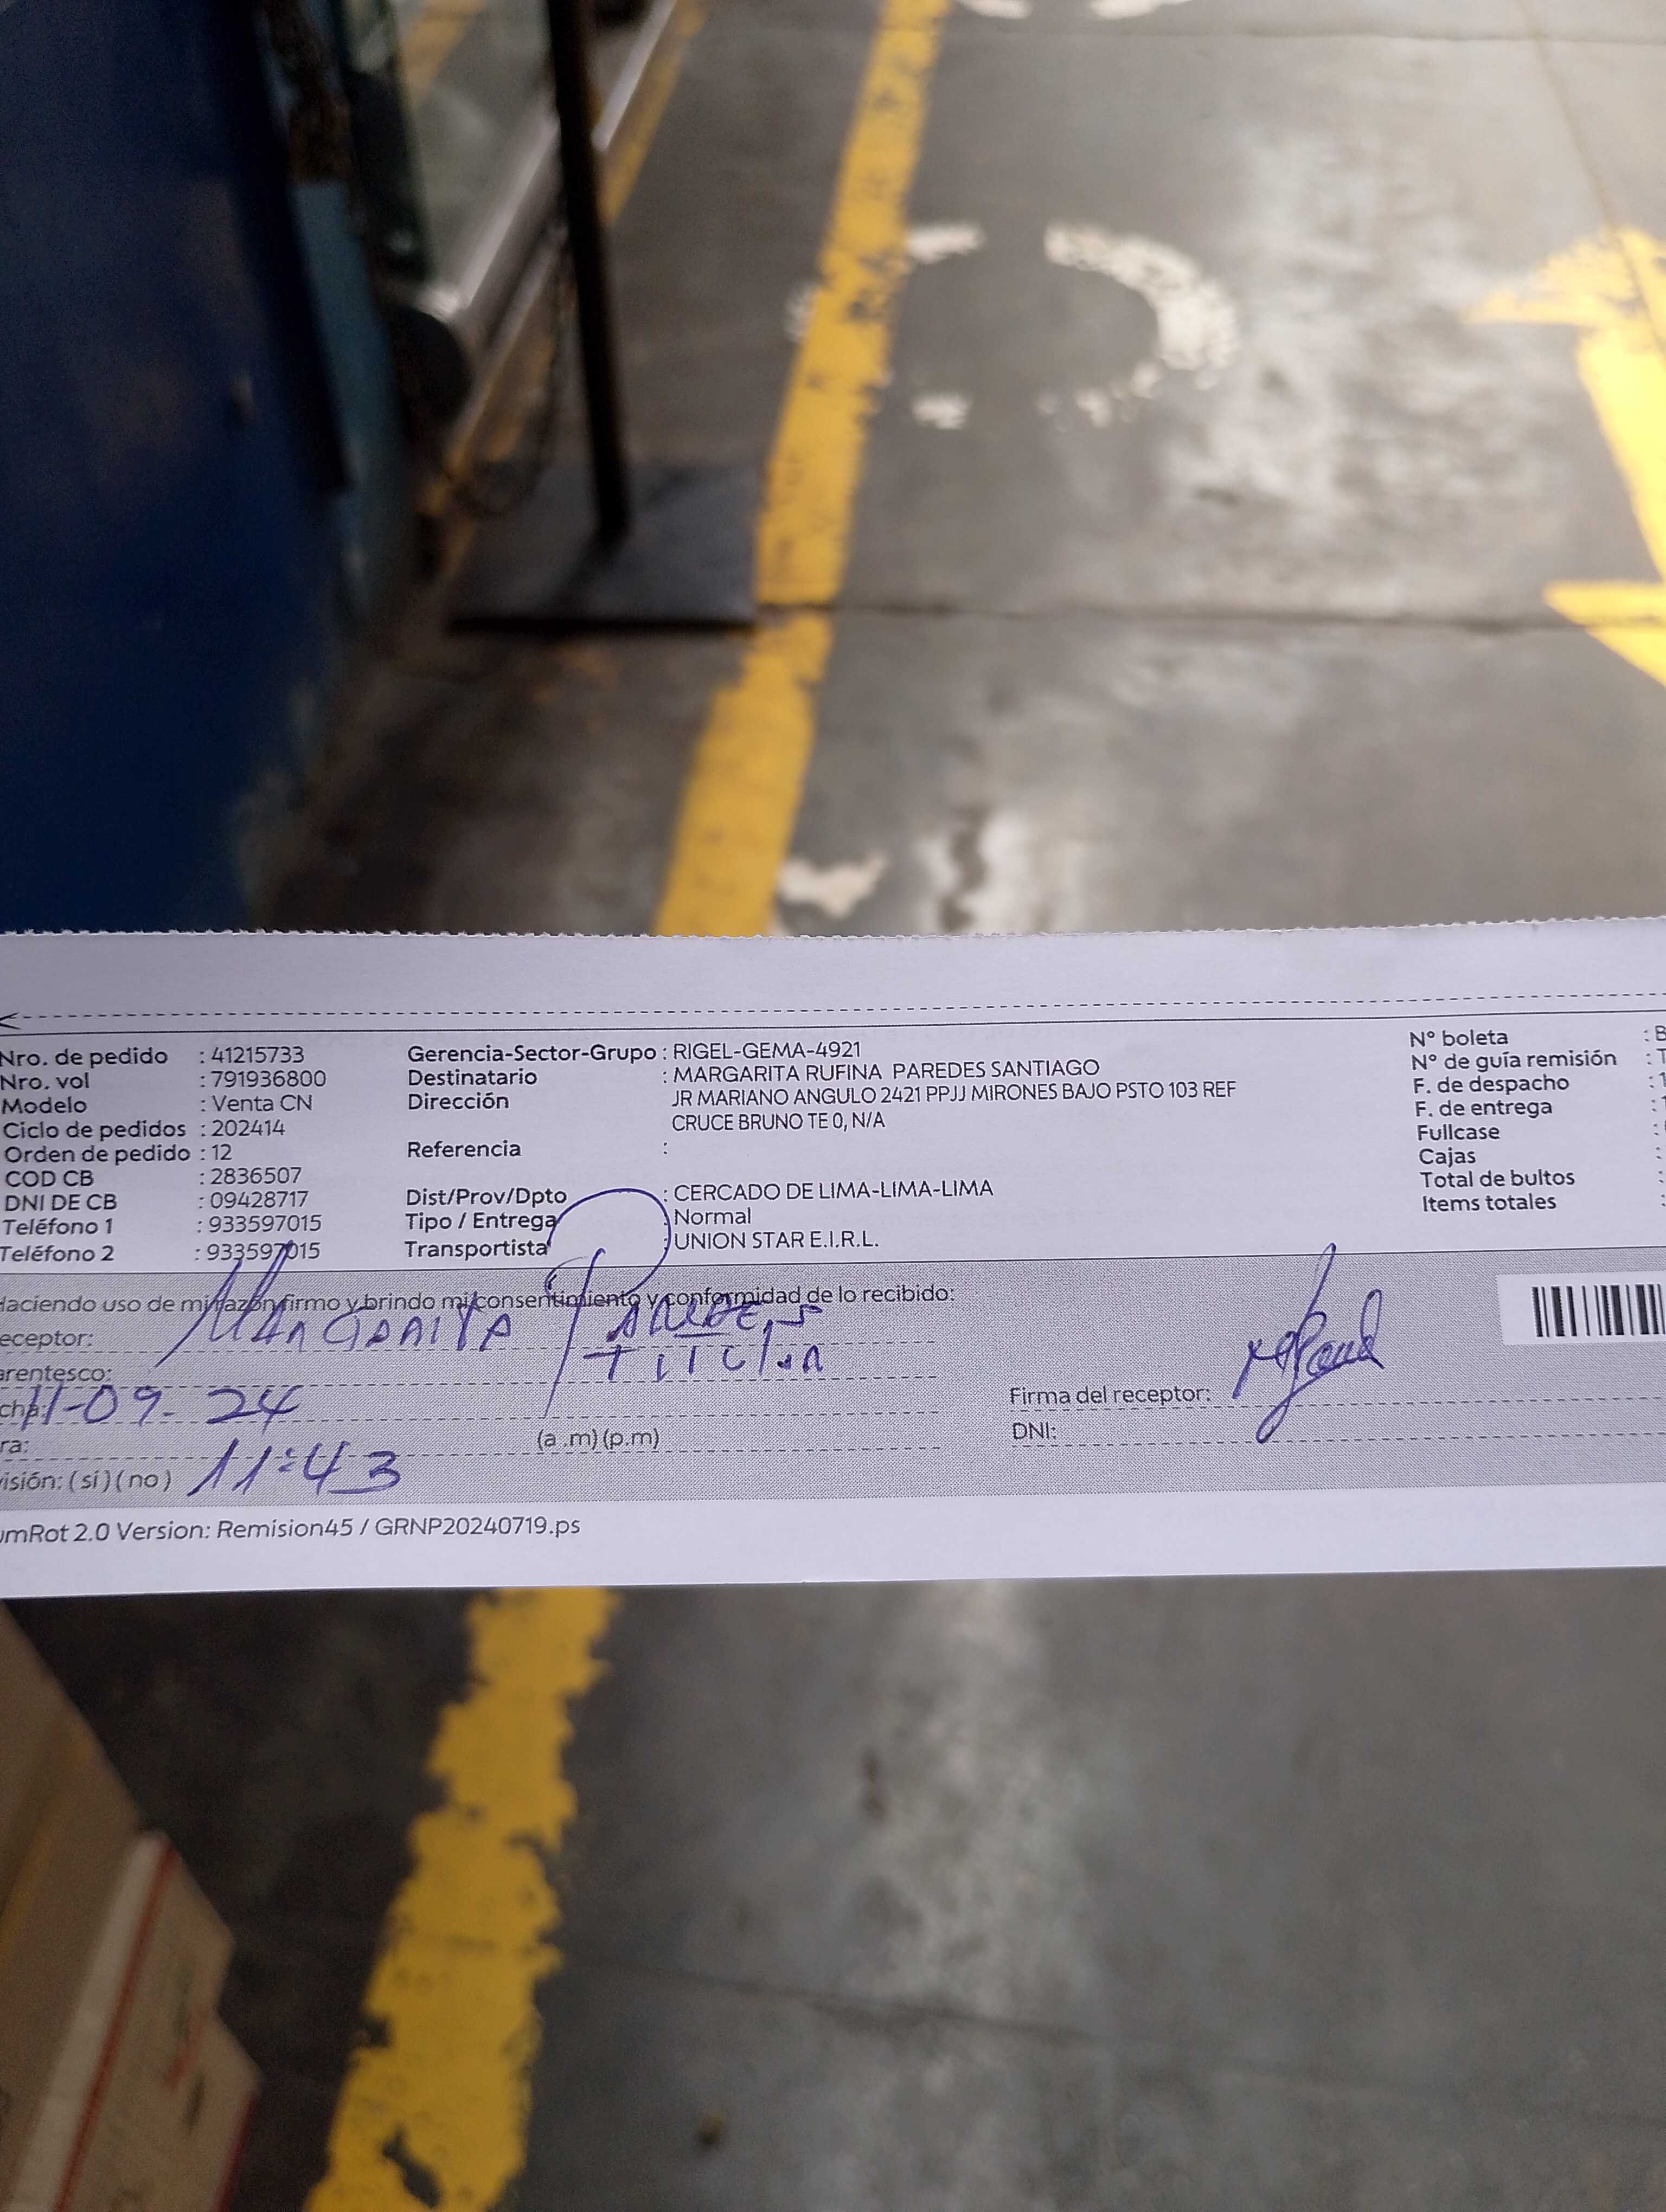 Nro. de pedido : 41215733
Nro. vol : 791936800
Modelo : Venta CN
Ciclo de pedidos : 202414
Orden de pedido : 12
COD CB : 2836507
DNI DE CB : 09428717
Teléfono 1 : 933597015
Teléfono 2 : 933597015
Gerencia-Sector-Grupo : RIGEL-GEMA-4921
Destinatario : MARGARITA RUFINA PAREDES SANTIAGO
Dirección JR MARIANO ANGULO 2421 PPJJ MIRONES BAJO PSTO 103 REF
CRUCE BRUNO TE 0, N/A
Referencia :
Dist/Prov/Dpto : CERCADO DE LIMA-LIMA-LIMA
Tipo / Entrega : Normal
Transportista : UNION STAR E.I.R.L.
N° boleta : B
N° de guía remisión : T
F. de despacho : 1
F. de entrega :
Fullcase :
Cajas :
Total de bultos :
Items totales :
Haciendo uso de mi razón firmo y brindo mi consentimiento y conformidad de lo recibido:
eceptor: MARGARITA PAREDES
arentesco: TITULAR
cha: 11-09-24
ra: (a.m) (p.m)
isión: (sí) (no) 11:43
Firma del receptor:
DNI:
umRot 2.0 Version: Remision45 / GRNP20240719.ps